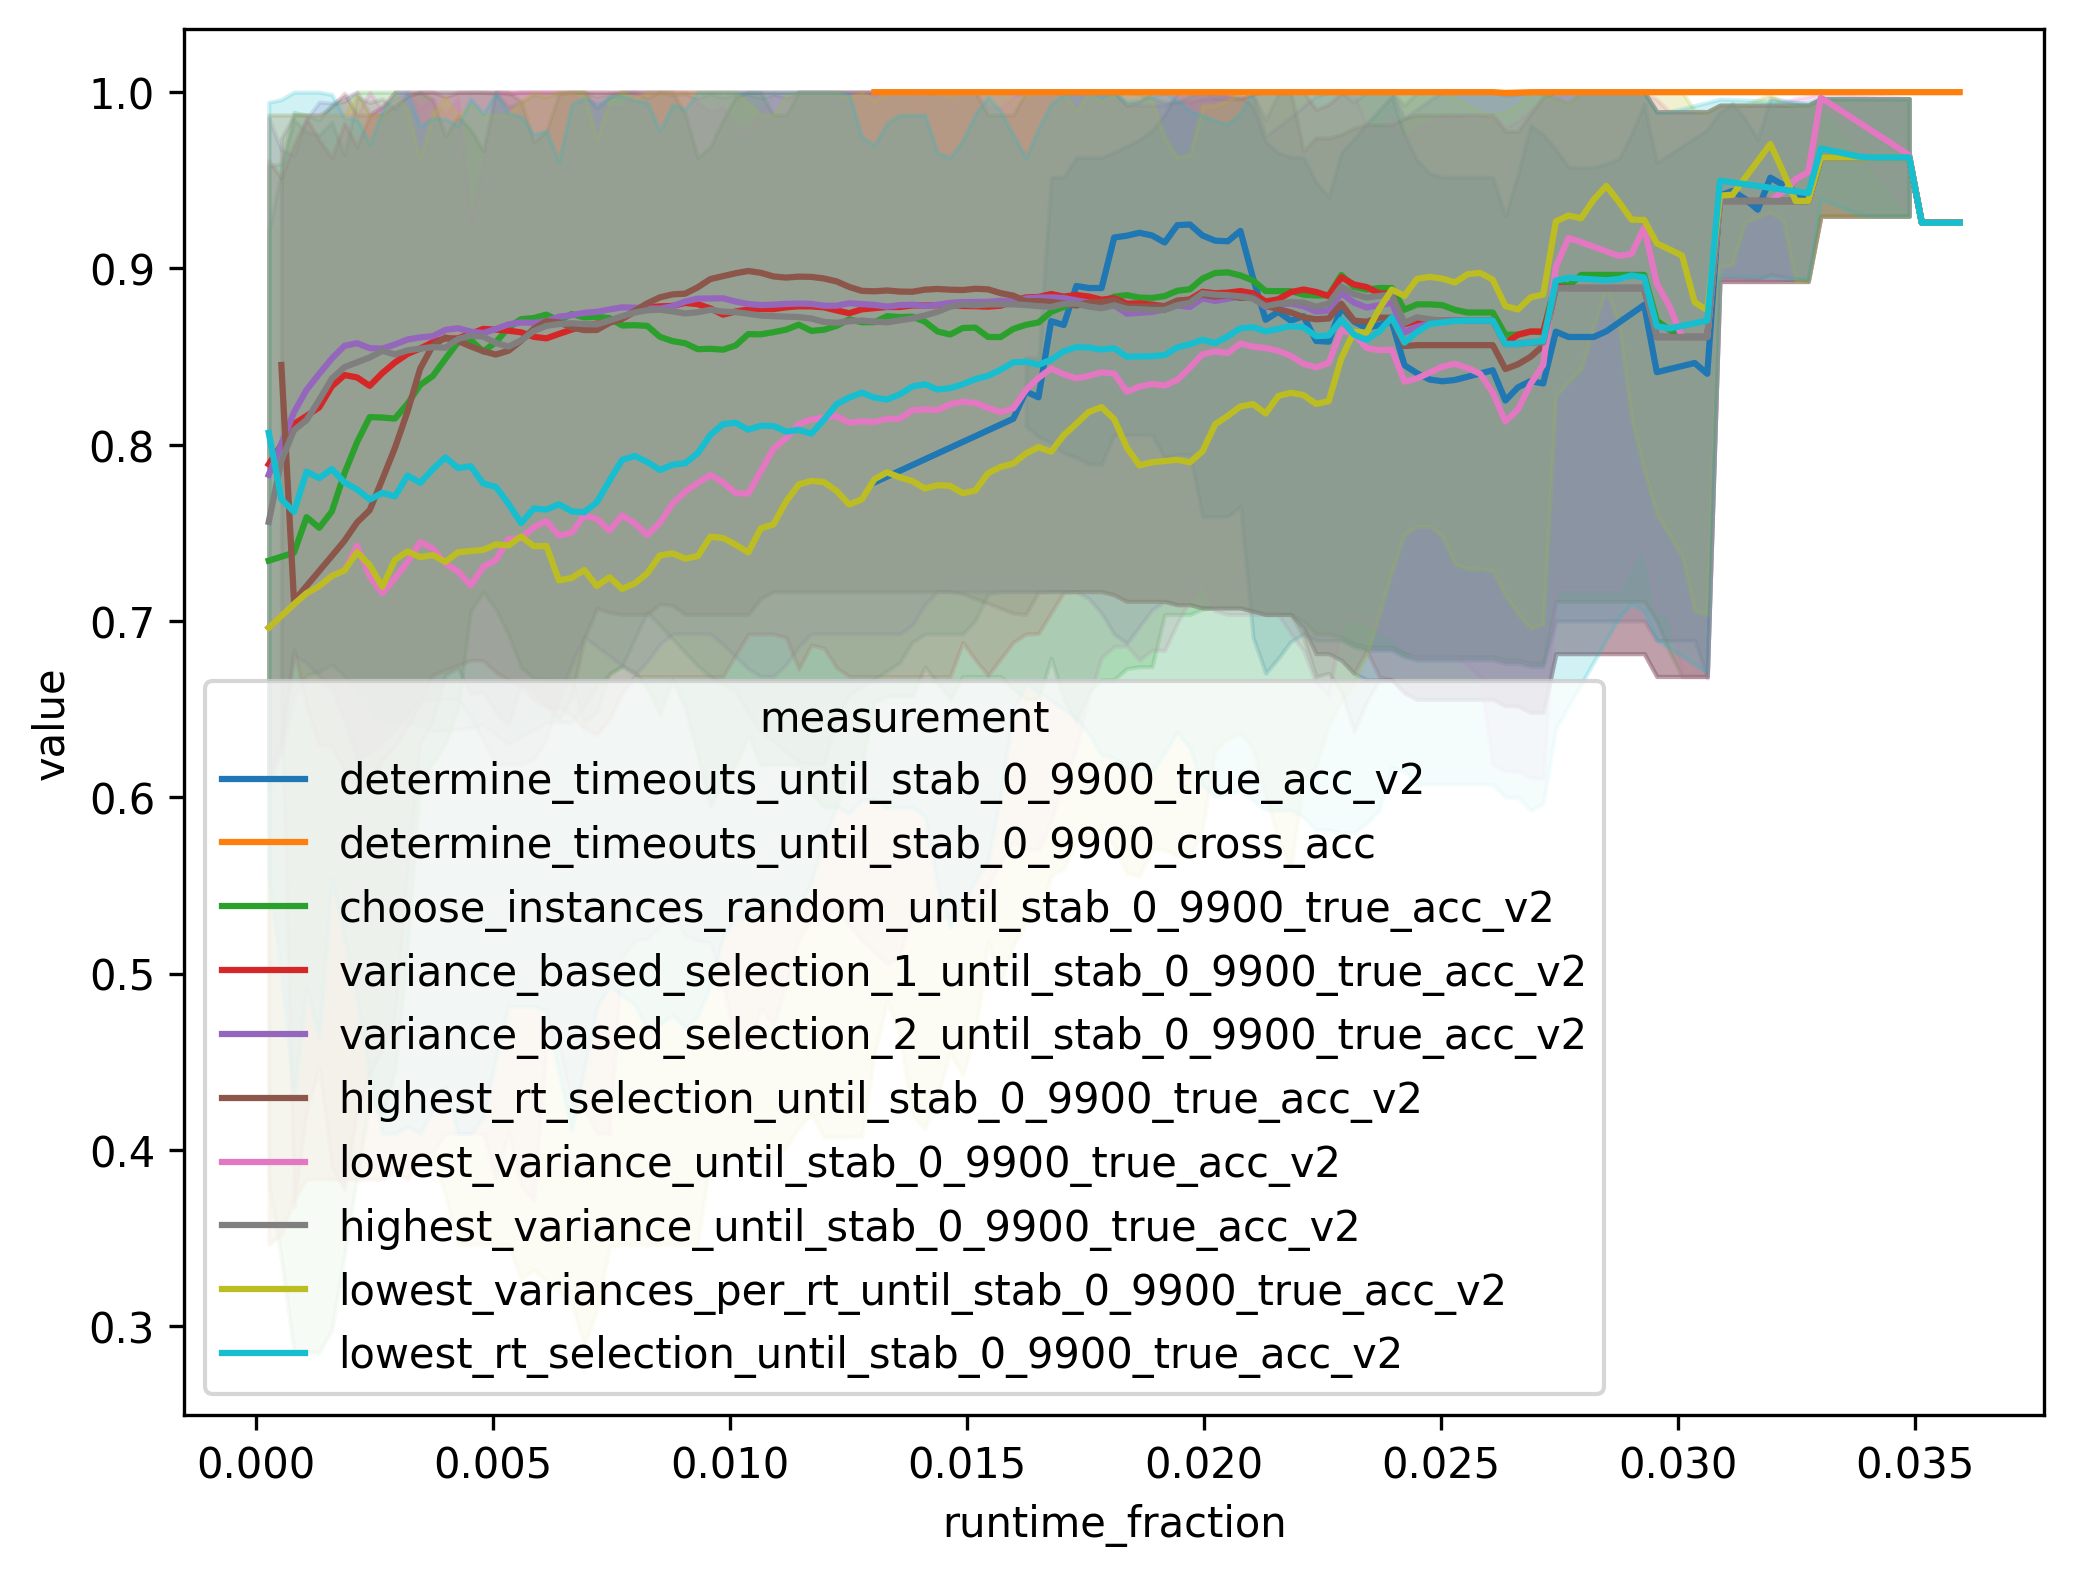 1.0
0.9
0.8
0.7
0.6
0.5
0.4
0.3
value
measurement
determine_timeouts_until_stab_0_9900_true_acc_v2
determine_timeouts_until_stab_0_9900_cross_acc
choose_instances_random_until_stab_0_9900_true_acc_v2
variance_based_selection_1_until_stab_0_9900_true_acc_v2
variance_based_selection_2_until_stab_0_9900_true_acc_v2
highest_rt_selection_until_stab_0_9900_true_acc_v2
lowest_variance_until_stab_0_9900_true_acc_v2
highest_variance_until_stab_0_9900_true_acc_v2
lowest_variances_per_rt_until_stab_0_9900_true_acc_v2
lowest_rt_selection_until_stab_0_9900_true_acc_v2
0.000 0.005 0.010 0.015 0.020 0.025 0.030 0.035
runtime_fraction